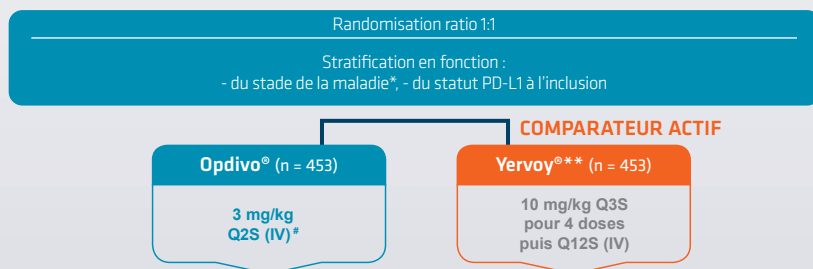 Randomisation ratio 1:1
Stratification en fonction :
- du stade de la maladie*, - du statut PD-L1 à l'inclusion
COMPARATEUR ACTIF
Opdivo® (n = 453)
Yervoy®** (n = 453)
3 mg/kg
Q2S (IV)#
10 mg/kg Q3S
pour 4 doses
puis Q12S (IV)